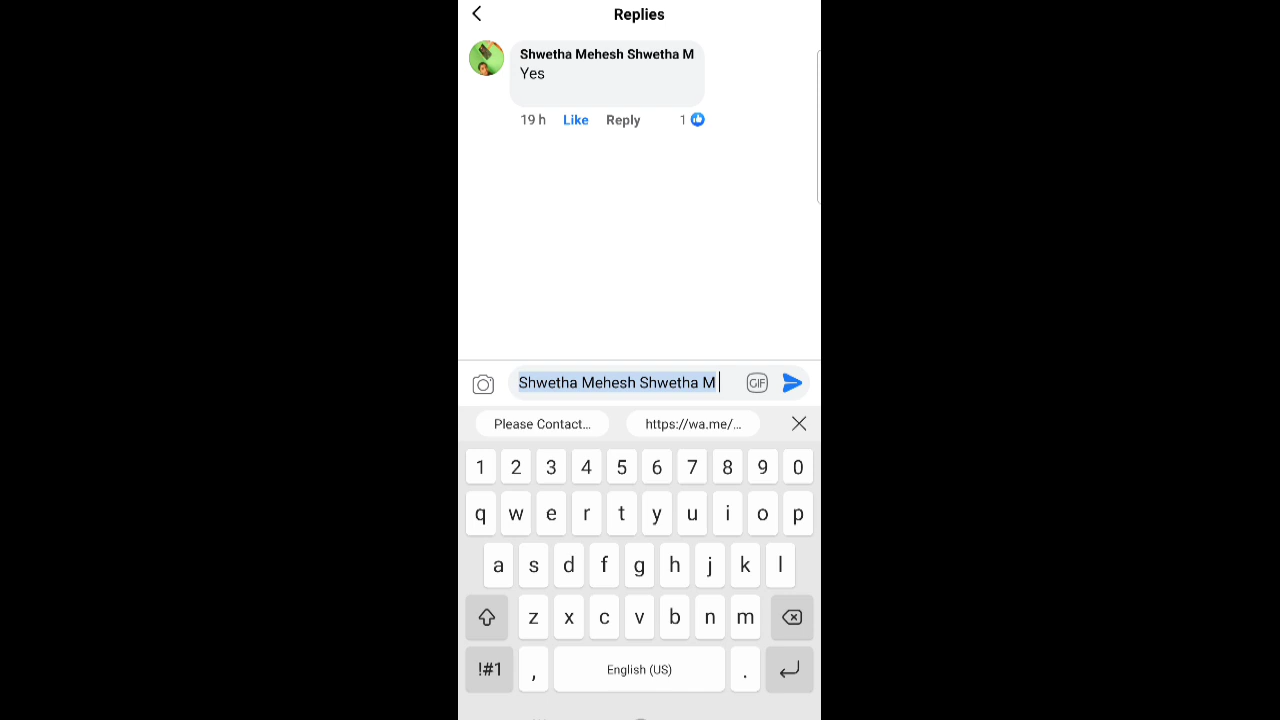 Replies
Shwetha Mehesh Shwetha M
Yes
19 h Like Reply 1
Shwetha Mehesh Shwetha M GIF
Please Contact... https://wa.me/...
1 2 3 4 5 6 7 8 9 0
q w e r t y u i o p
a s d f g h j k l
z x c v b n m
!#1 , English (US) .